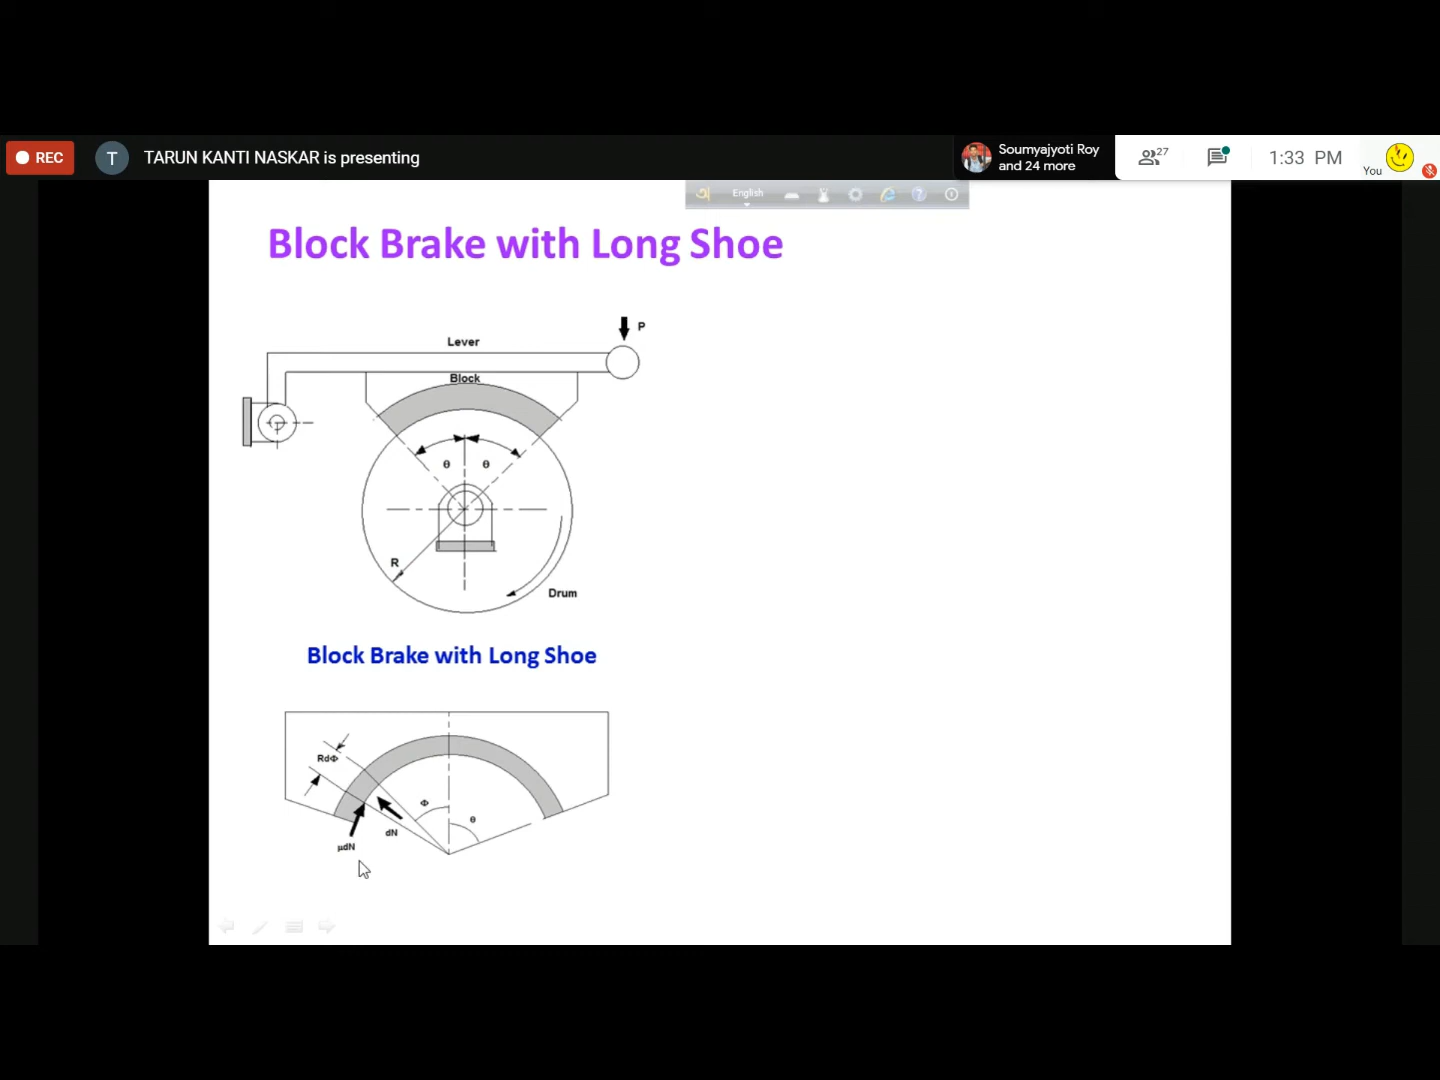 REC
T
TARUN KANTI NASKAR is presenting
Soumyajyoti Roy
and 24 more
27
1:33 PM
You
English
Block Brake with Long Shoe
P
Lever
Block
θ
θ
R
Drum
Block Brake with Long Shoe
RdΦ
Φ
θ
dN
μdN